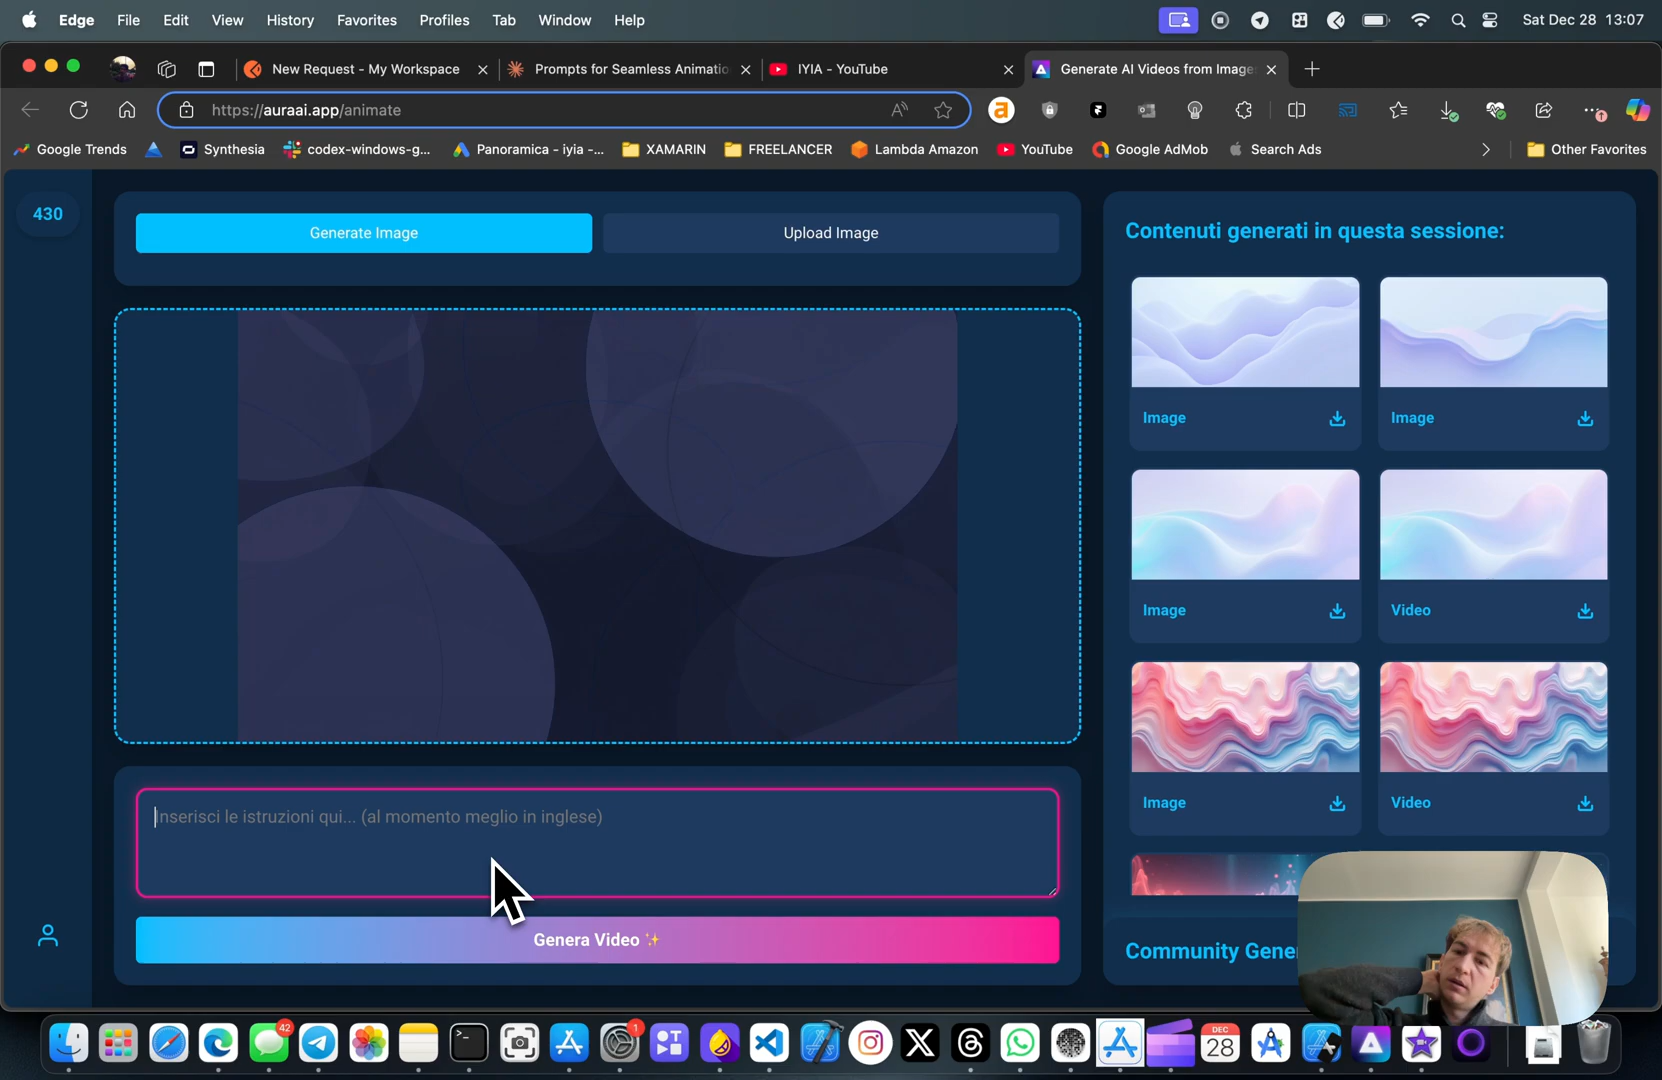 Edge File Edit View History Favorites Profiles Tab Window Help Sat Dec 28 13:07
New Request - My Workspace Prompts for Seamless Animatio IYIA - YouTube Generate AI Videos from Image
https://auraai.app/animate
Google Trends Synthesia codex-windows-g... Panoramica - iyia -... XAMARIN FREELANCER Lambda Amazon YouTube Google AdMob Search Ads Other Favorites
430
Generate Image Upload Image
Contenuti generati in questa sessione:
Image Image
Image Video
Image Video
Inserisci le istruzioni qui... (al momento meglio in inglese)
Genera Video ✨
Community Gene
42 1 DEC
28